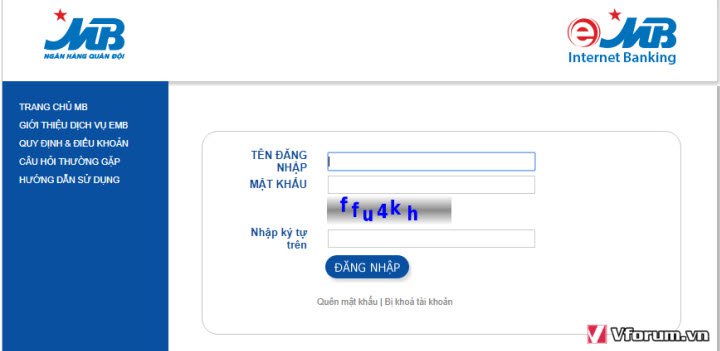 MB
NGÂN HÀNG QUÂN ĐỘI
eMB
Internet Banking
TRANG CHỦ MB
GIỚI THIỆU DỊCH VỤ EMB
QUY ĐỊNH & ĐIỀU KHOẢN
CÂU HỎI THƯỜNG GẶP
HƯỚNG DẪN SỬ DỤNG
TÊN ĐĂNG
NHẬP
MẬT KHẨU
ffu4kh
Nhập ký tự
trên
ĐĂNG NHẬP
Quên mật khẩu | Bị khoá tài khoản
Vforum.vn